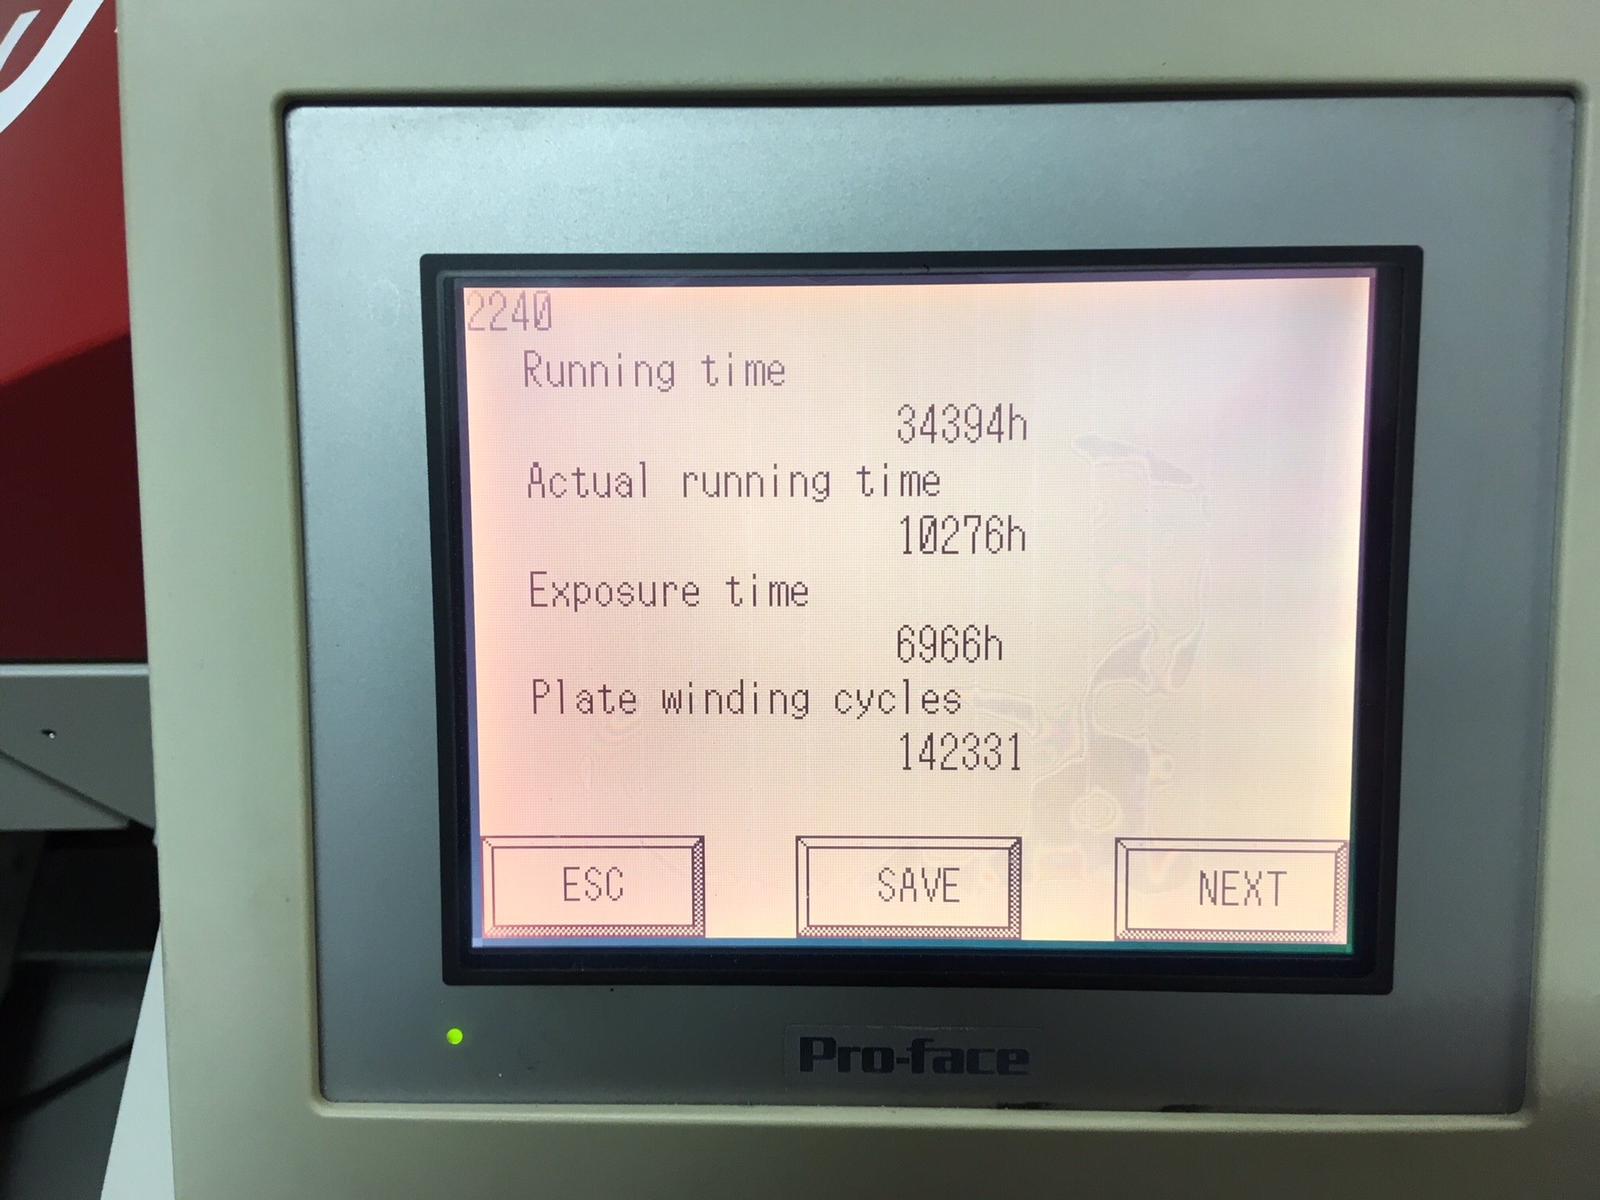 2240
Running time
34394h
Actual running time
10276h
Exposure time
6966h
Plate winding cycles
142331
ESC SAVE NEXT
Pro-face